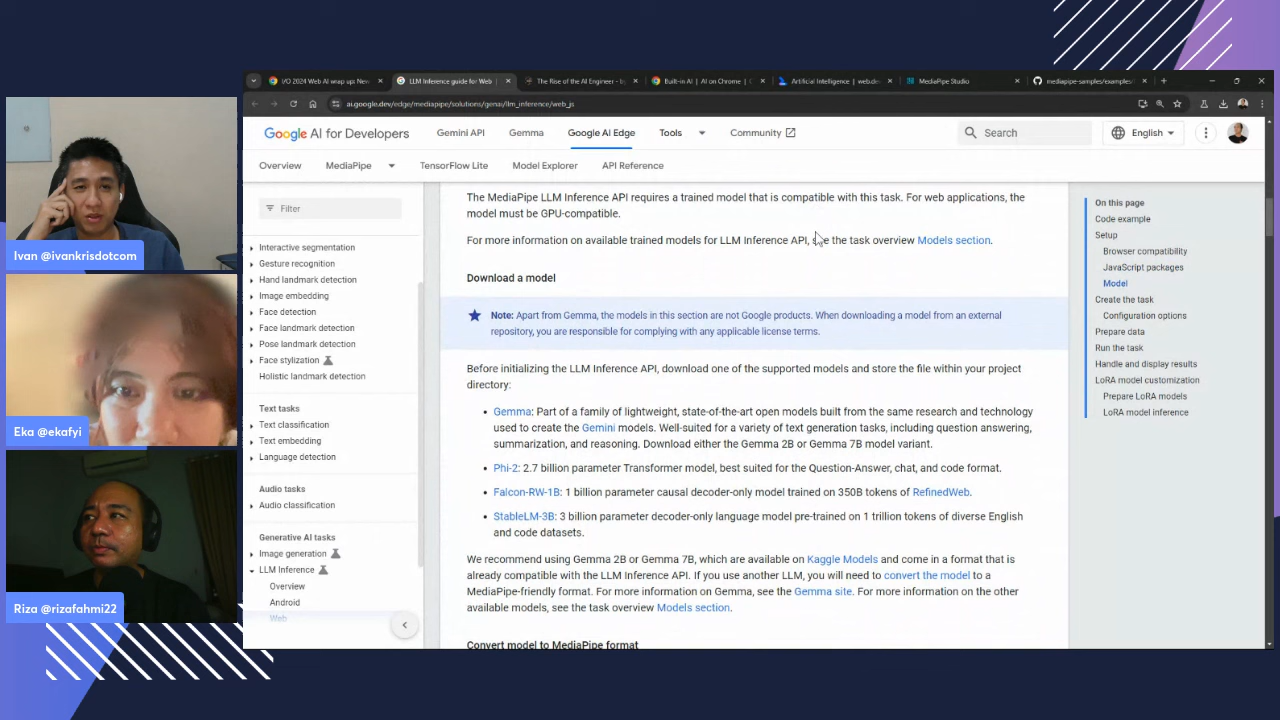 I/O 2024 Web AI wrap up: New
LLM Inference guide for Web
The Rise of the AI Engineer
Built-in AI | AI on Chrome
Artificial Intelligence | web.de
MediaPipe Studio
mediapipe-samples/examples
ai.google.dev/edge/mediapipe/solutions/genai/llm_inference/web_js
Google AI for Developers
Gemini API
Gemma
Google AI Edge
Tools
Community
Search
English
Overview
MediaPipe
TensorFlow Lite
Model Explorer
API Reference
Filter
Interactive segmentation
Gesture recognition
Hand landmark detection
Image embedding
Face detection
Face landmark detection
Pose landmark detection
Face stylization
Holistic landmark detection
Text tasks
Text classification
Text embedding
Language detection
Audio tasks
Audio classification
Generative AI tasks
Image generation
LLM Inference
Overview
Android
Web
The MediaPipe LLM Inference API requires a trained model that is compatible with this task. For web applications, the
model must be GPU-compatible.
For more information on available trained models for LLM Inference API, see the task overview Models section.
Download a model
Note: Apart from Gemma, the models in this section are not Google products. When downloading a model from an external
repository, you are responsible for complying with any applicable license terms.
Before initializing the LLM Inference API, download one of the supported models and store the file within your project
directory:
• Gemma: Part of a family of lightweight, state-of-the-art open models built from the same research and technology
used to create the Gemini models. Well-suited for a variety of text generation tasks, including question answering,
summarization, and reasoning. Download either the Gemma 2B or Gemma 7B model variant.
• Phi-2: 2.7 billion parameter Transformer model, best suited for the Question-Answer, chat, and code format.
• Falcon-RW-1B: 1 billion parameter causal decoder-only model trained on 350B tokens of RefinedWeb.
• StableLM-3B: 3 billion parameter decoder-only language model pre-trained on 1 trillion tokens of diverse English
and code datasets.
We recommend using Gemma 2B or Gemma 7B, which are available on Kaggle Models and come in a format that is
already compatible with the LLM Inference API. If you use another LLM, you will need to convert the model to a
MediaPipe-friendly format. For more information on Gemma, see the Gemma site. For more information on the other
available models, see the task overview Models section.
Convert model to MediaPipe format
On this page
Code example
Setup
Browser compatibility
JavaScript packages
Model
Create the task
Configuration options
Prepare data
Run the task
Handle and display results
LoRA model customization
Prepare LoRA models
LoRA model inference
Ivan @ivankrisdotcom
Eka @ekafyi
Riza @rizafahmi22